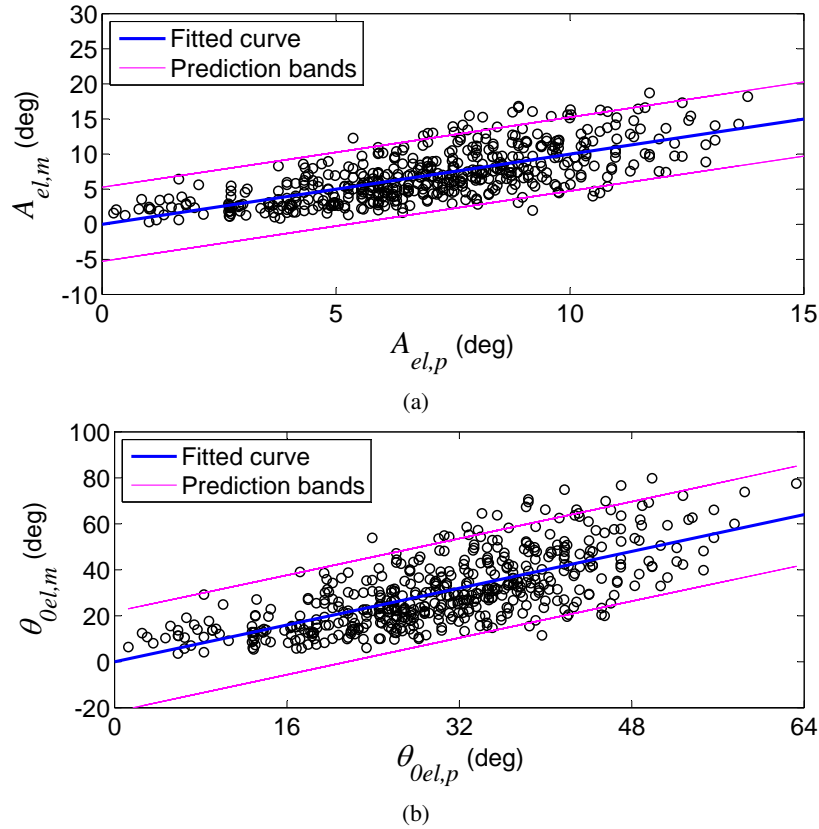 30
25
20
15
10
5
0
-5
-10
Fitted curve
Prediction bands
A_{el,m} (deg)
0 5 10 15
A_{el,p} (deg)
(a)
100
80
60
40
20
0
-20
Fitted curve
Prediction bands
θ_{0el,m} (deg)
0 16 32 48 64
θ_{0el,p} (deg)
(b)